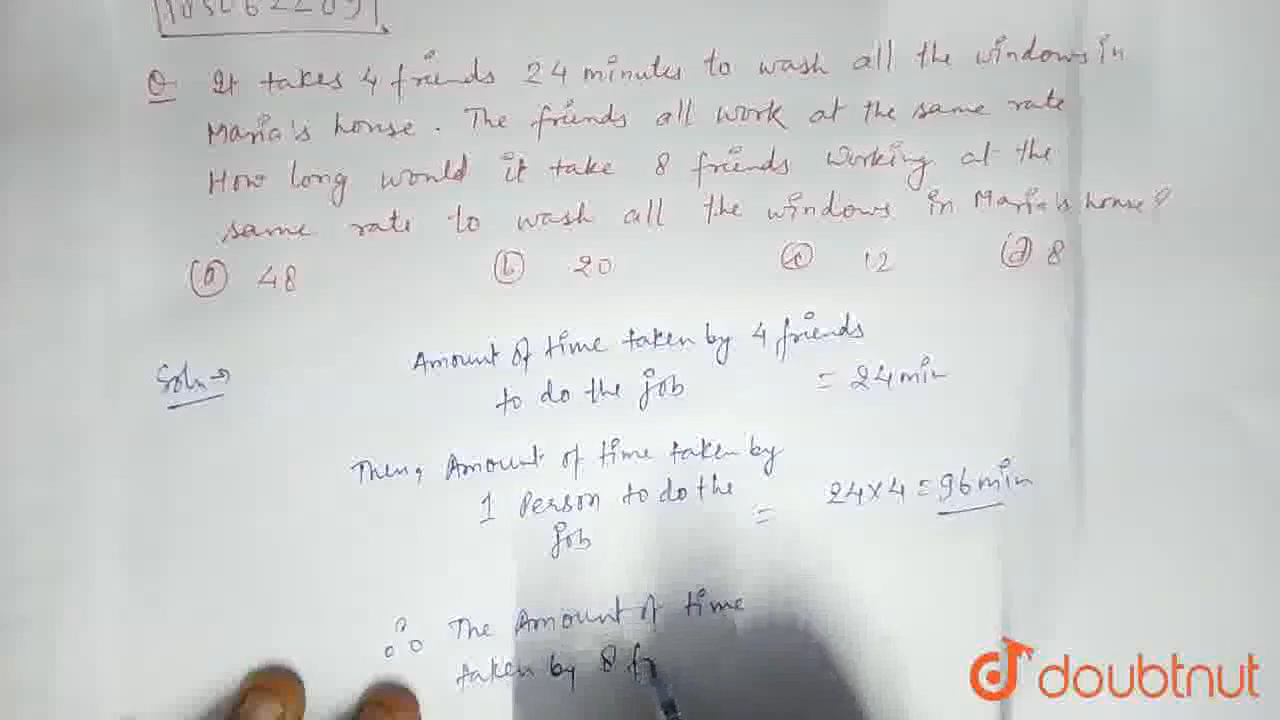 Q It takes 4 friends 24 minutes to wash all the windows in
Maria's house. The friends all work at the same rate
How long would it take 8 friends working at the
same rate to wash all the windows in Maria's house?
(a) 48 (b) 20 (c) 12 (d) 8
Soln→ Amount of time taken by 4 friends
to do the job = 24 min
Then, Amount of time taken by
1 Person to do the = 24×4 = 96 min
job
∴ The Amount of time
taken by 8 fr
doubtnut